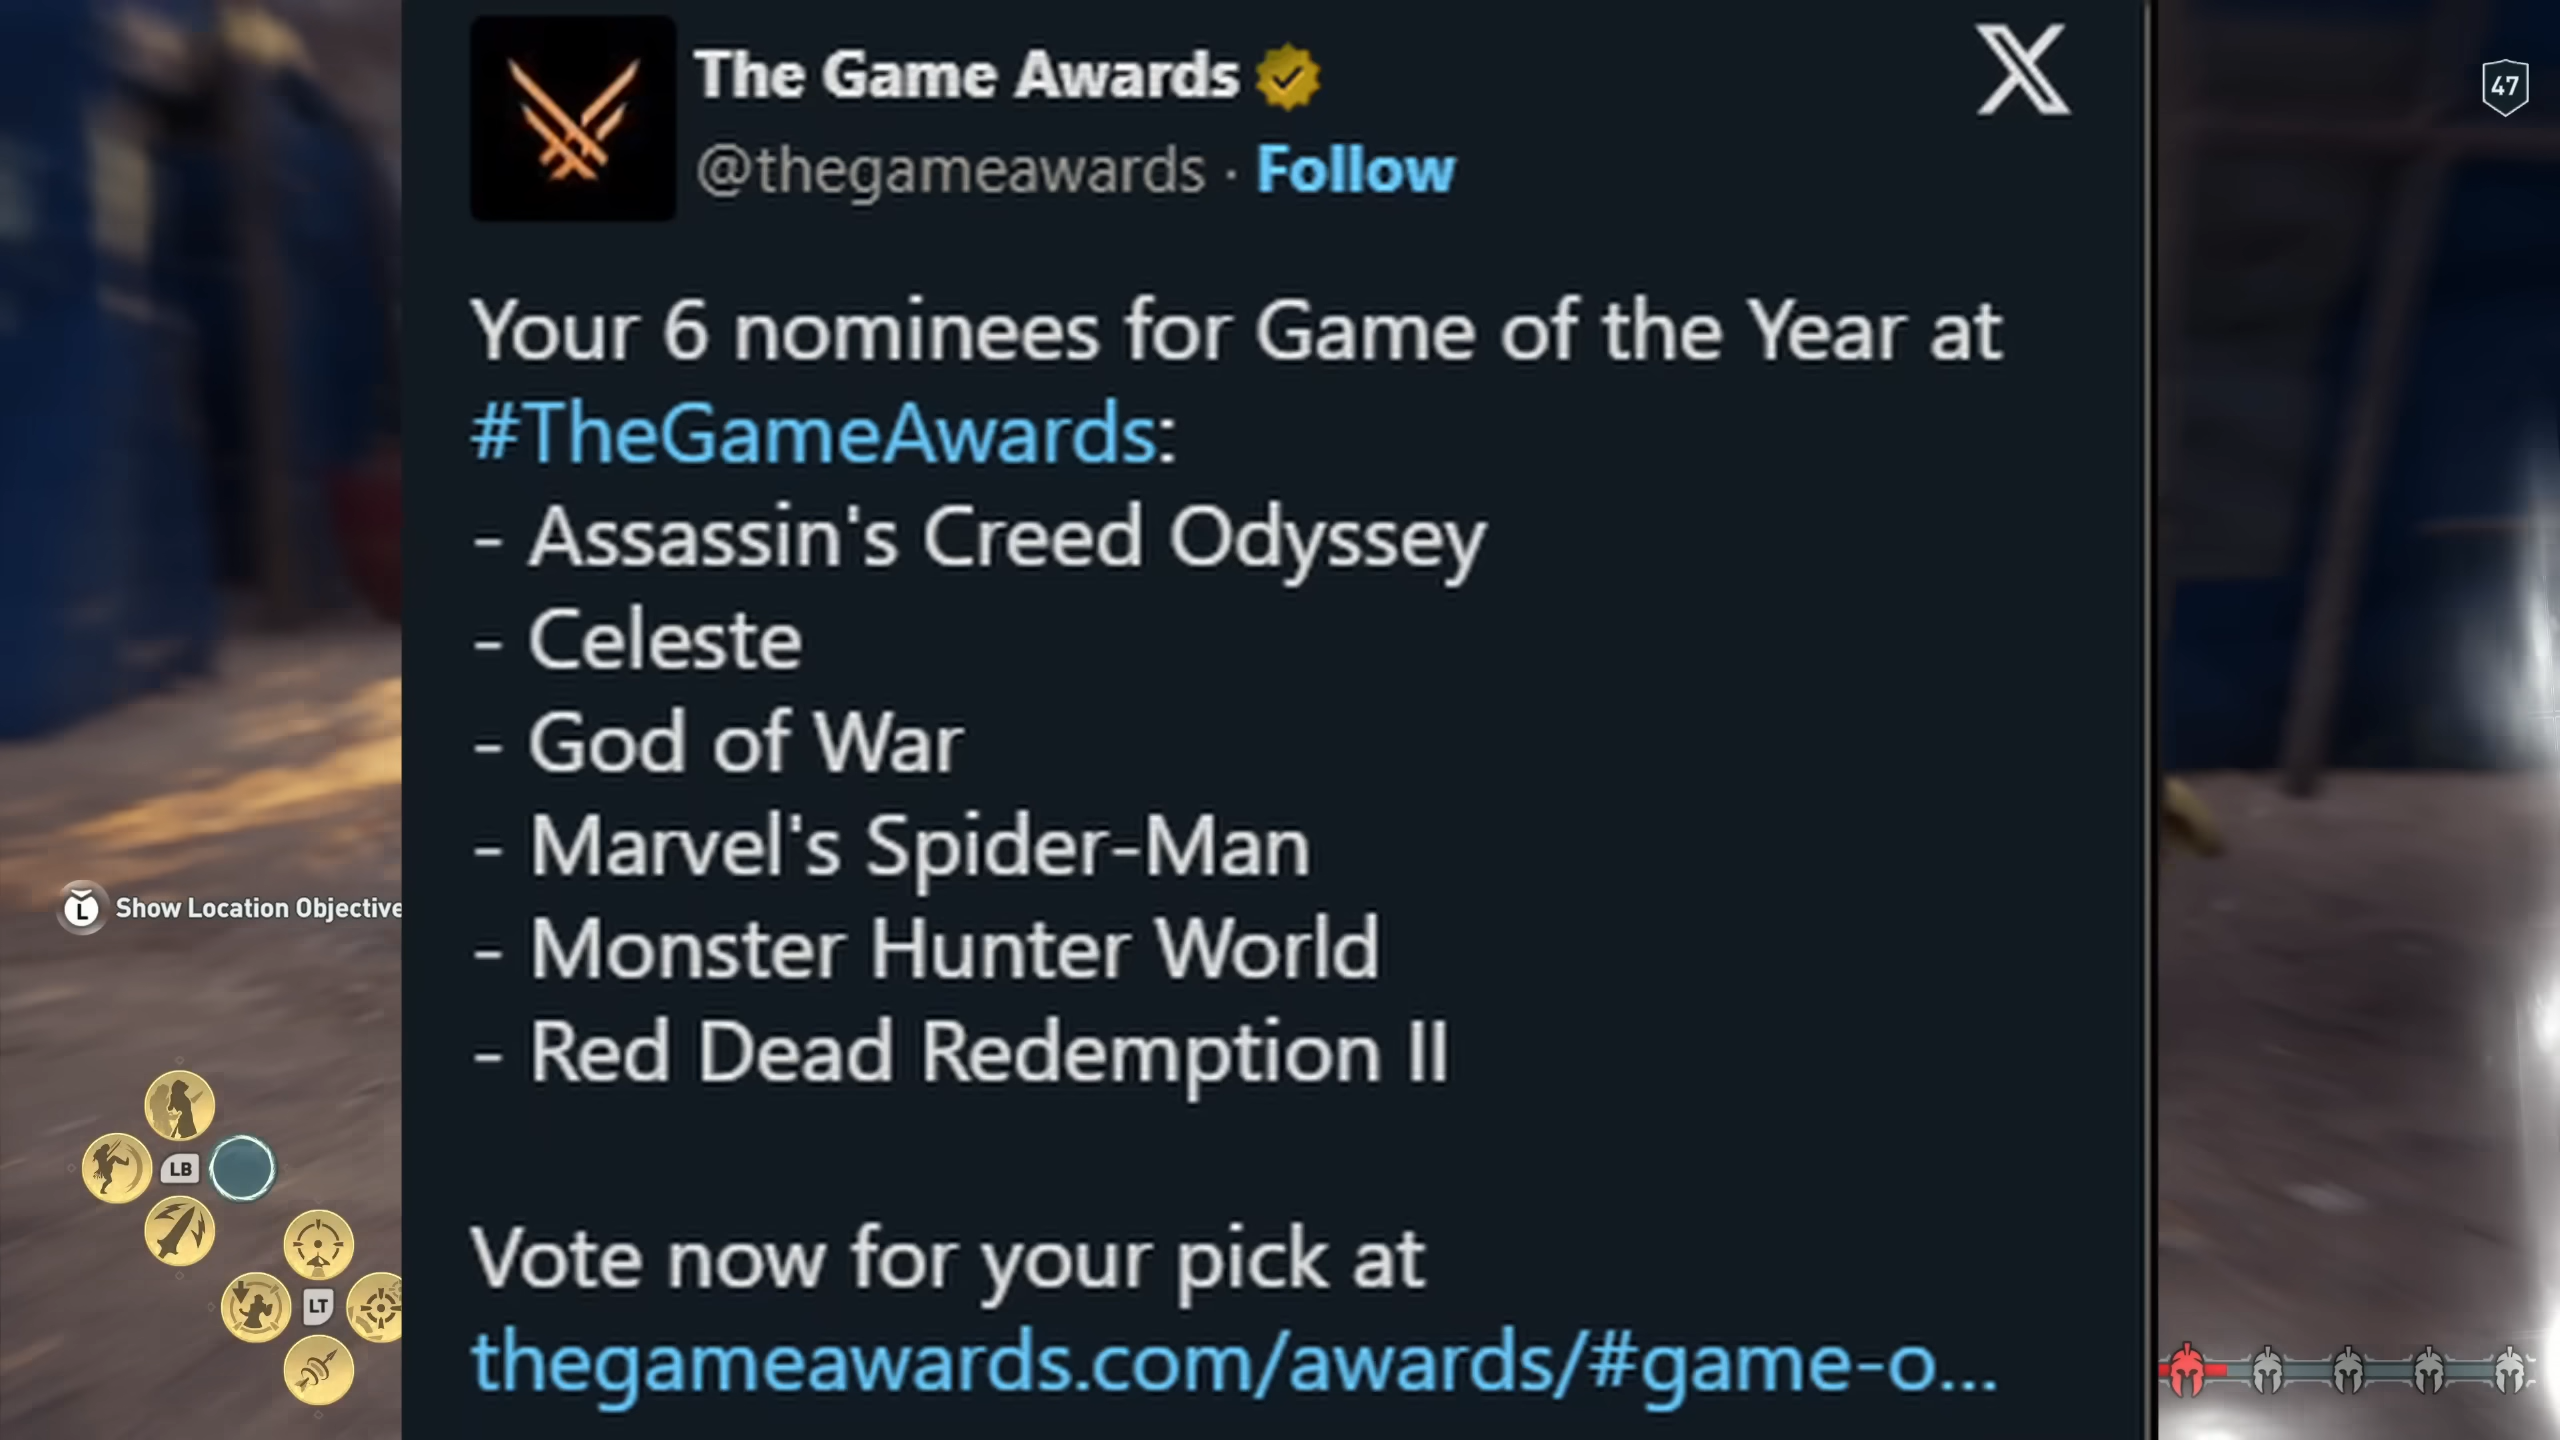 The Game Awards
@thegameawards · Follow
47
Your 6 nominees for Game of the Year at
#TheGameAwards:
- Assassin's Creed Odyssey
- Celeste
- God of War
- Marvel's Spider-Man
- Monster Hunter World
- Red Dead Redemption II
Vote now for your pick at
thegameawards.com/awards/#game-o...
L Show Location Objective
LB
LT